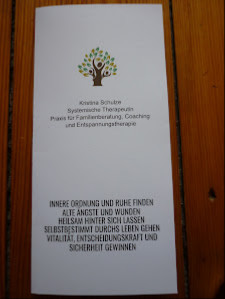 Kristina Schulze
Systemische Therapeutin
Praxis für Familienberatung, Coaching
und Entspannungstherapie
INNERE ORDNUNG UND RUHE FINDEN
ALTE ÄNGSTE UND WUNDEN
HEILSAM HINTER SICH LASSEN
SELBSTBESTIMMT DURCHS LEBEN GEHEN
VITALITÄT, ENTSCHEIDUNGSKRAFT UND
SICHERHEIT GEWINNEN